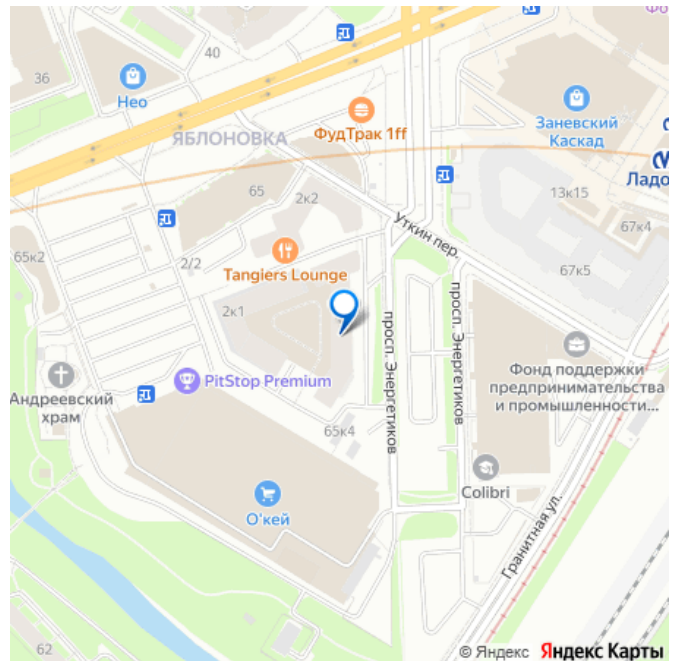 Фо
40
36
Нео
ФудТрак 1ff
Заневский
Каскад
ЯБЛОНОВКА
Ладо
65
2к2
13к15
67к4
Уткин пер.
65к2
2/2
Tangiers Lounge
67к5
2к1
просп. Энергетиков
просп. Энергетиков
Фонд поддержки
предпринимательства
и промышленности...
PitStop Premium
Андреевский
храм
65к4
Colibri
О'кей
Гранитная ул.
62
© Яндекс Яндекс Карты